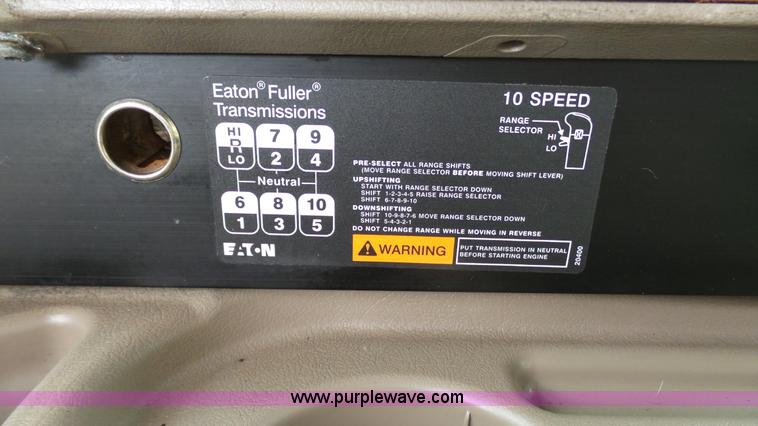 Eaton® Fuller®
Transmissions
10 SPEED
RANGE
SELECTOR
HI
LO
HI R LO
7 2
9 4
Neutral
6 1
8 3
10 5
EATON
PRE-SELECT ALL RANGE SHIFTS
(MOVE RANGE SELECTOR BEFORE MOVING SHIFT LEVER)
UPSHIFTING
START WITH RANGE SELECTOR DOWN
SHIFT 1-2-3-4-5 RAISE RANGE SELECTOR
SHIFT 6-7-8-9-10
DOWNSHIFTING
SHIFT 10-9-8-7-6 MOVE RANGE SELECTOR DOWN
SHIFT 5-4-3-2-1
DO NOT CHANGE RANGE WHILE MOVING IN REVERSE
WARNING
PUT TRANSMISSION IN NEUTRAL
BEFORE STARTING ENGINE
20400
www.purplewave.com